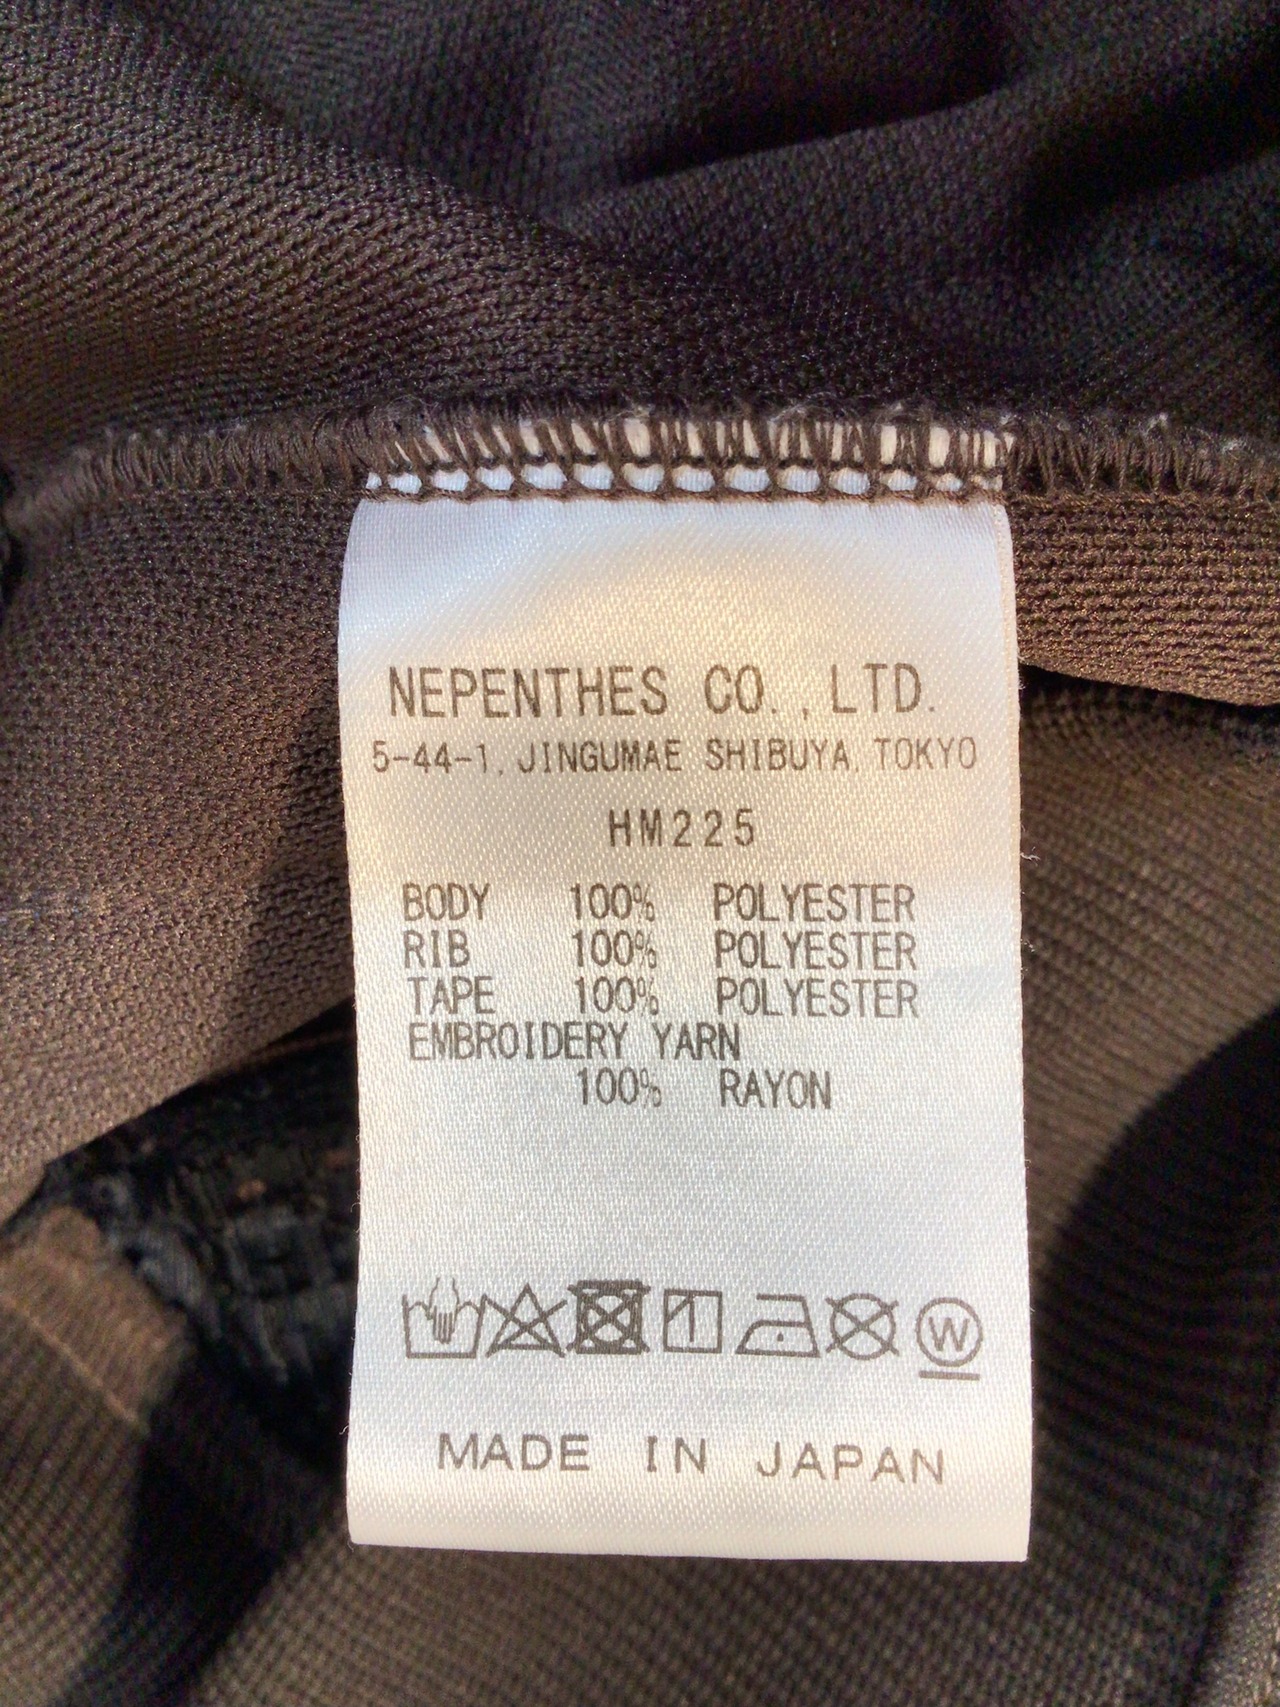 NEPENTHES CO., LTD.
5-44-1, JINGUMAE SHIBUYA, TOKYO
HM225
BODY 100% POLYESTER
RIB 100% POLYESTER
TAPE 100% POLYESTER
EMBROIDERY YARN
100% RAYON
W
MADE IN JAPAN